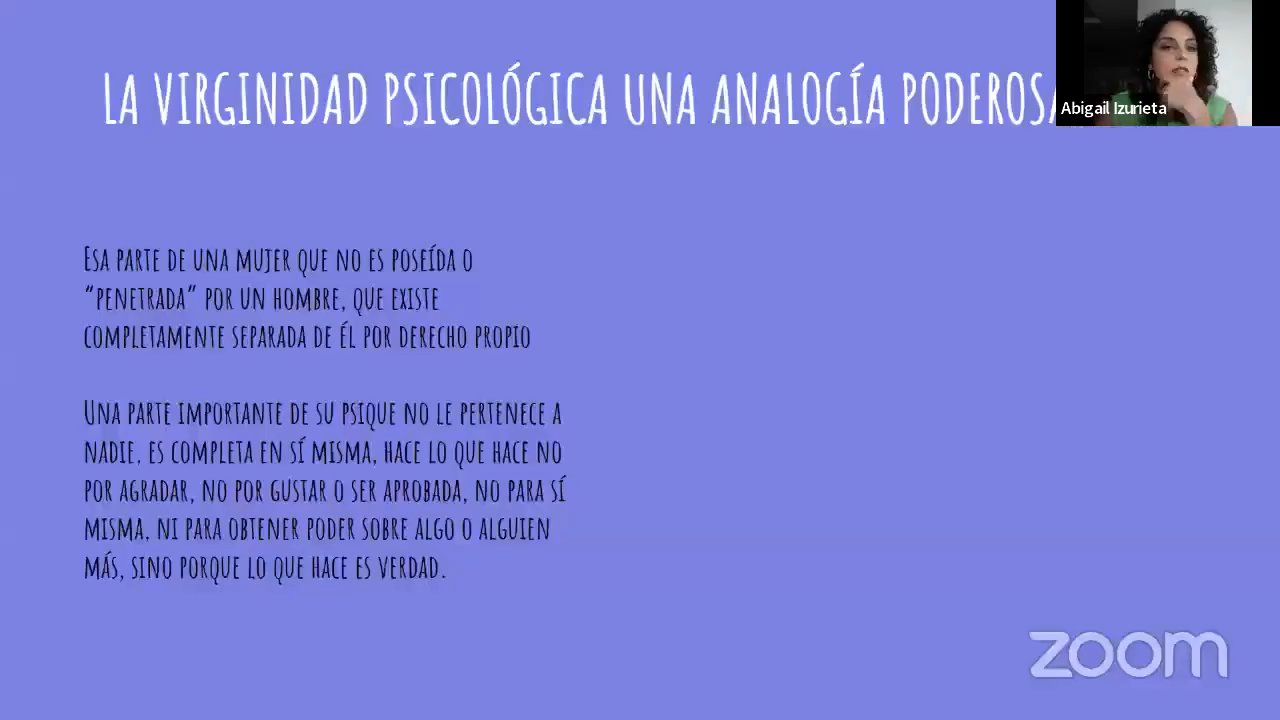 LA VIRGINIDAD PSICOLÓGICA UNA ANALOGÍA PODEROSA
Abigail Izurieta
ESA PARTE DE UNA MUJER QUE NO ES POSEÍDA O
“PENETRADA” POR UN HOMBRE, QUE EXISTE
COMPLETAMENTE SEPARADA DE ÉL POR DERECHO PROPIO
UNA PARTE IMPORTANTE DE SU PSIQUE NO LE PERTENECE A
NADIE, ES COMPLETA EN SÍ MISMA, HACE LO QUE HACE NO
POR AGRADAR, NO POR GUSTAR O SER APROBADA, NO PARA SÍ
MISMA, NI PARA OBTENER PODER SOBRE ALGO O ALGUIEN
MÁS, SINO PORQUE LO QUE HACE ES VERDAD.
zoom